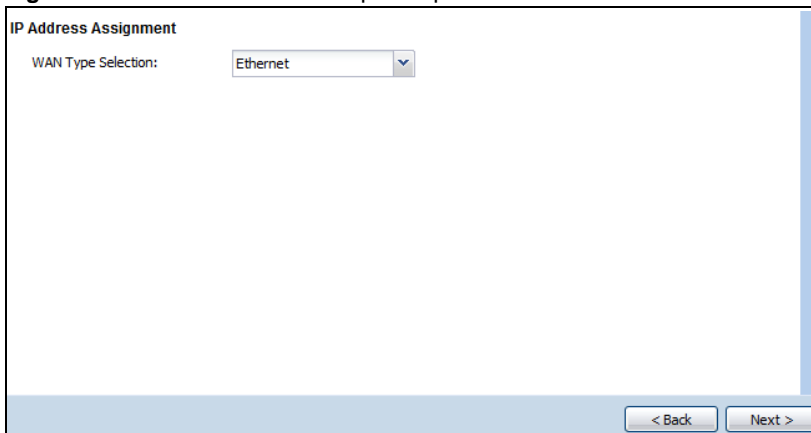 IP Address Assignment
WAN Type Selection: Ethernet
< Back Next >